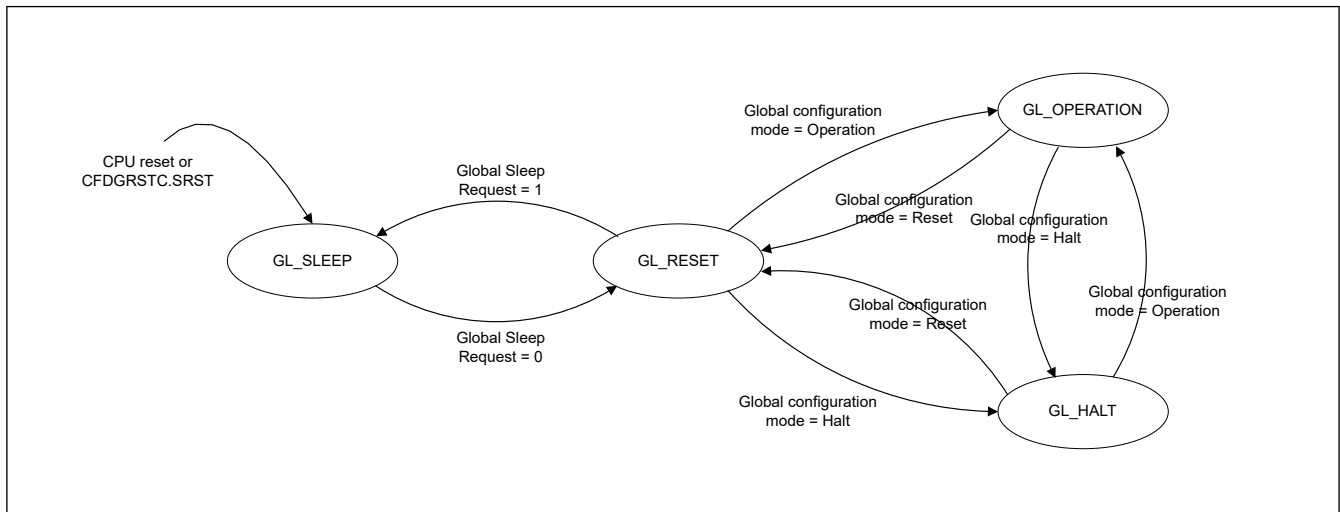 GL_OPERATION
Global configuration
mode = Operation
CPU reset or
CFDGRSTC.SRST
Global Sleep
Request = 1
Global configuration
mode = Reset
Global configuration
mode = Halt
GL_SLEEP
GL_RESET
Global configuration
mode = Operation
Global configuration
mode = Reset
Global Sleep
Request = 0
Global configuration
mode = Halt
GL_HALT